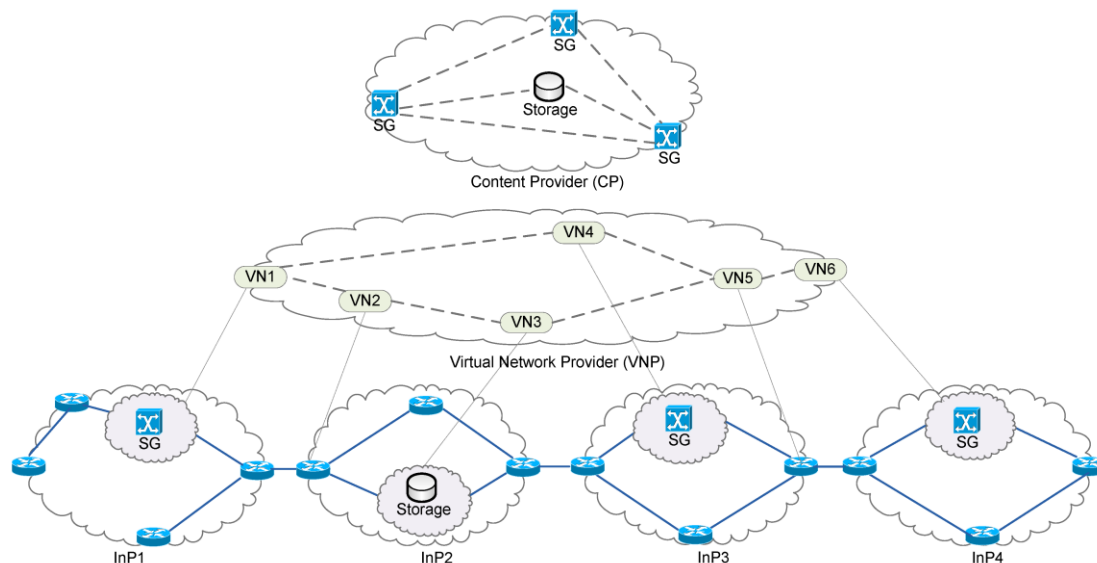 SG
SG
Storage
SG
Content Provider (CP)
VN4
VN1
VN5
VN6
VN2
VN3
Virtual Network Provider (VNP)
SG
SG
SG
Storage
InP1
InP2
InP3
InP4